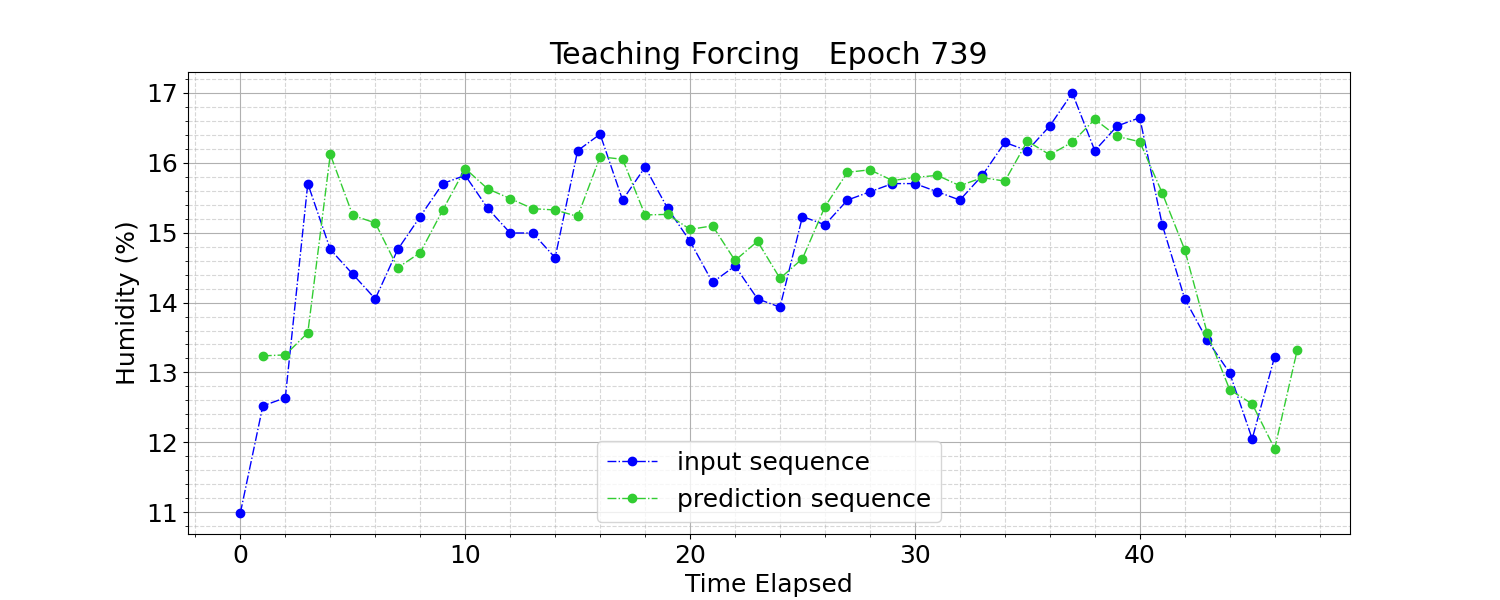 Teaching Forcing   Epoch 739
Humidity (%)
17
16
15
14
13
12
11
input sequence
prediction sequence
0 10 20 30 40
Time Elapsed